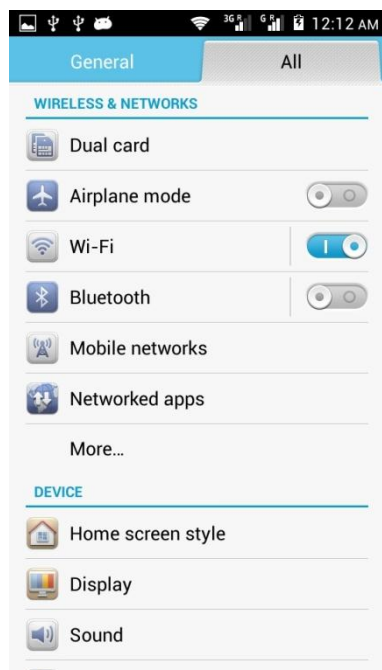 3G R G R 12:12 AM
General All
WIRELESS & NETWORKS
Dual card
Airplane mode
Wi-Fi
Bluetooth
Mobile networks
Networked apps
More...
DEVICE
Home screen style
Display
Sound